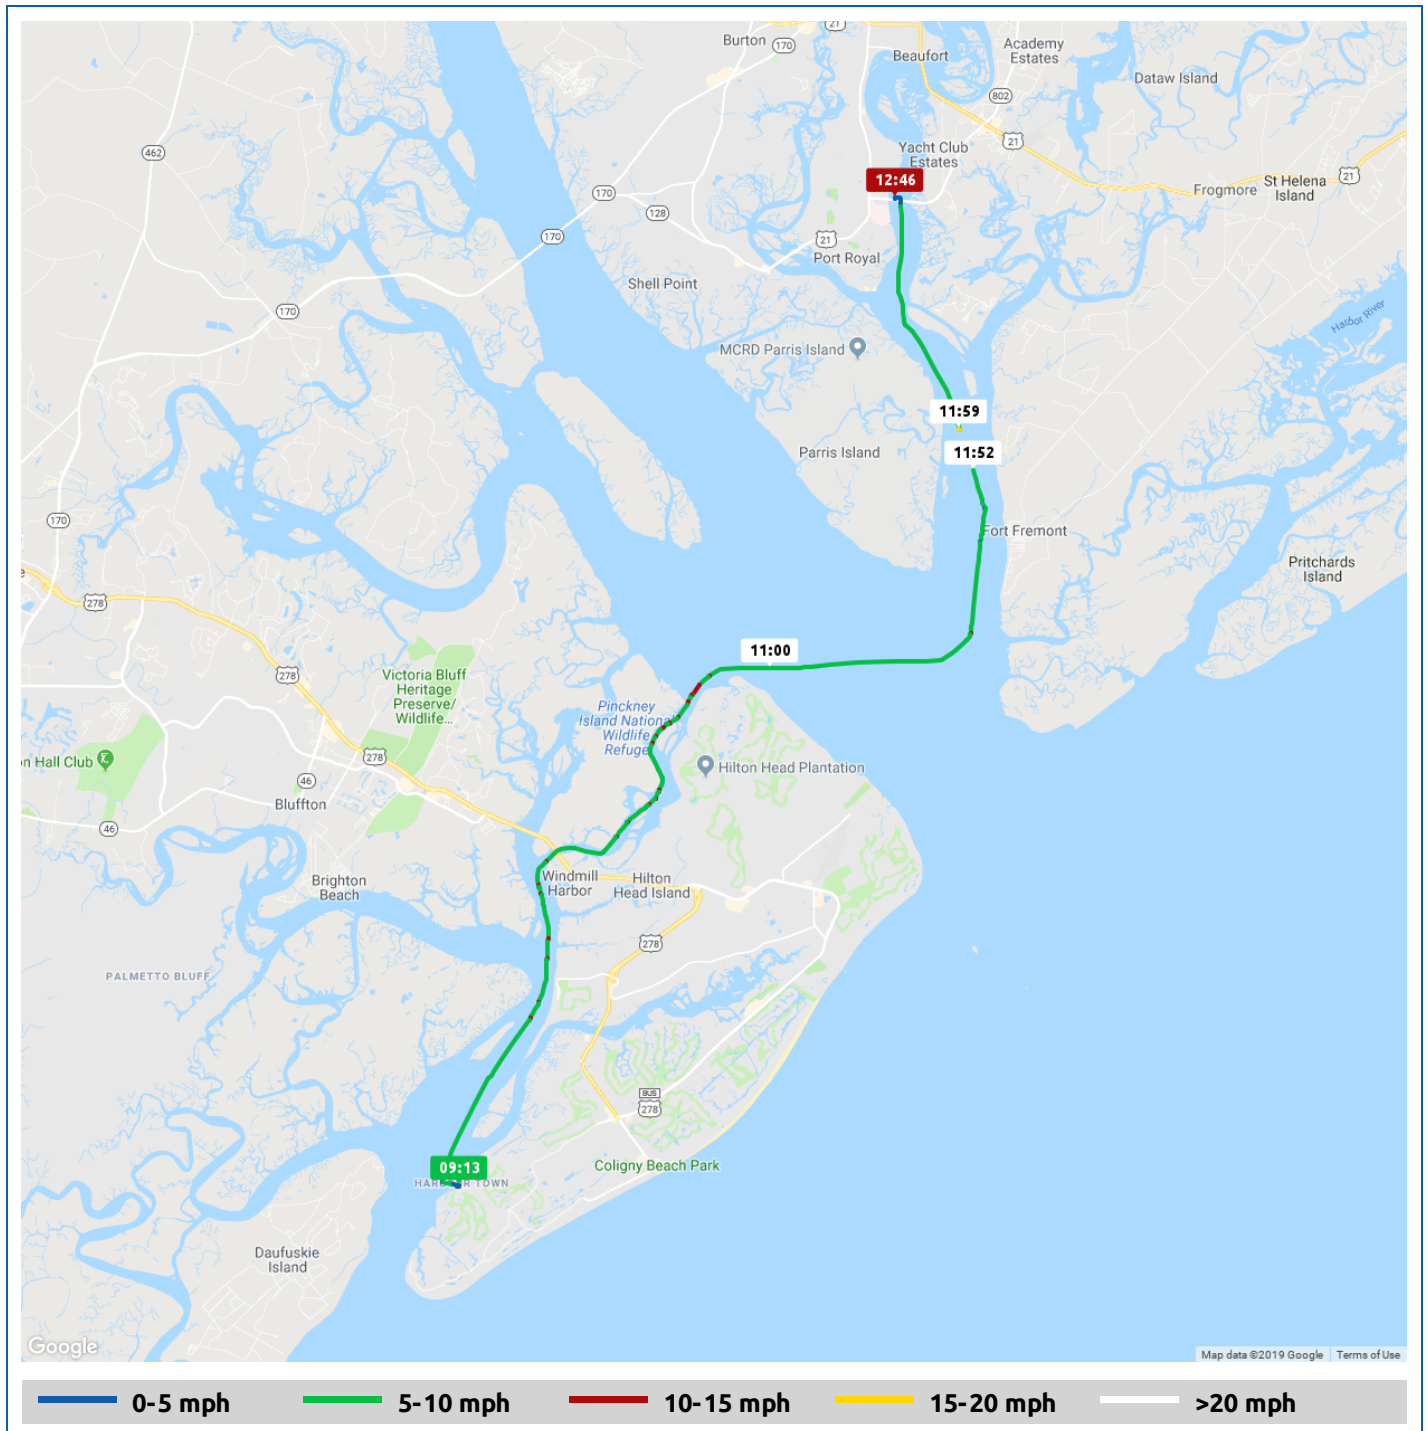 21
Burton
170
Beaufort
Academy
Estates
Dataw Island
802
21
462
Yacht Club
Estates
12:46
170
128
Frogmore
St Helena
Island
21
170
21
Port Royal
Shell Point
170
Harbor River
MCRD Parris Island
11:59
Parris Island
11:52
170
Fort Fremont
Pritchards
Island
e
278
11:00
278
Victoria Bluff
Heritage
Preserve/
Wildlife...
Pinckney
Island National
Wildlife
Refuge
n Hall Club
278
Hilton Head Plantation
46
Bluffton
46
Windmill
Harbor
Hilton
Head Island
Brighton
Beach
278
PALMETTO BLUFF
BUS
278
09:13
Coligny Beach Park
TOWN
Daufuskie
Island
Google
Map data ©2019 Google
Terms of Use
0-5 mph
5-10 mph
10-15 mph
15-20 mph
>20 mph